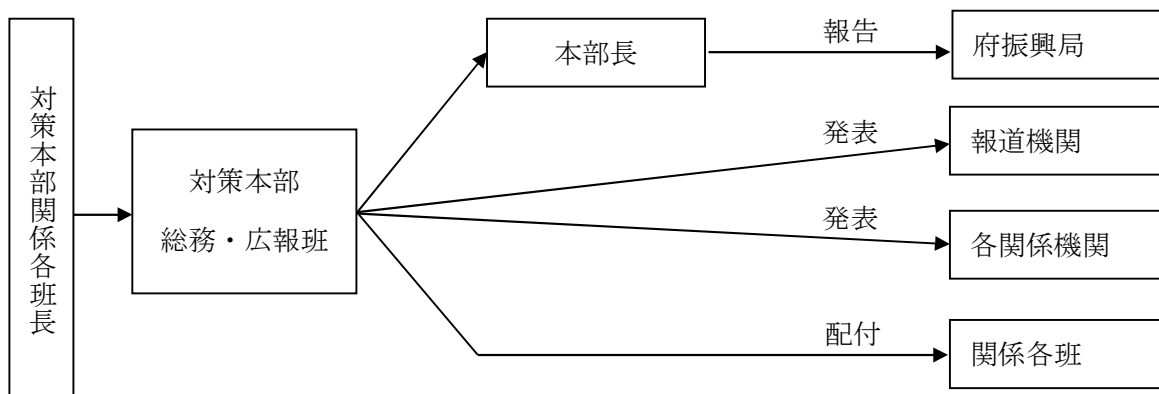 対策本部関係各班長
対策本部
総務・広報班
本部長
報告
府振興局
発表
報道機関
発表
各関係機関
配付
関係各班